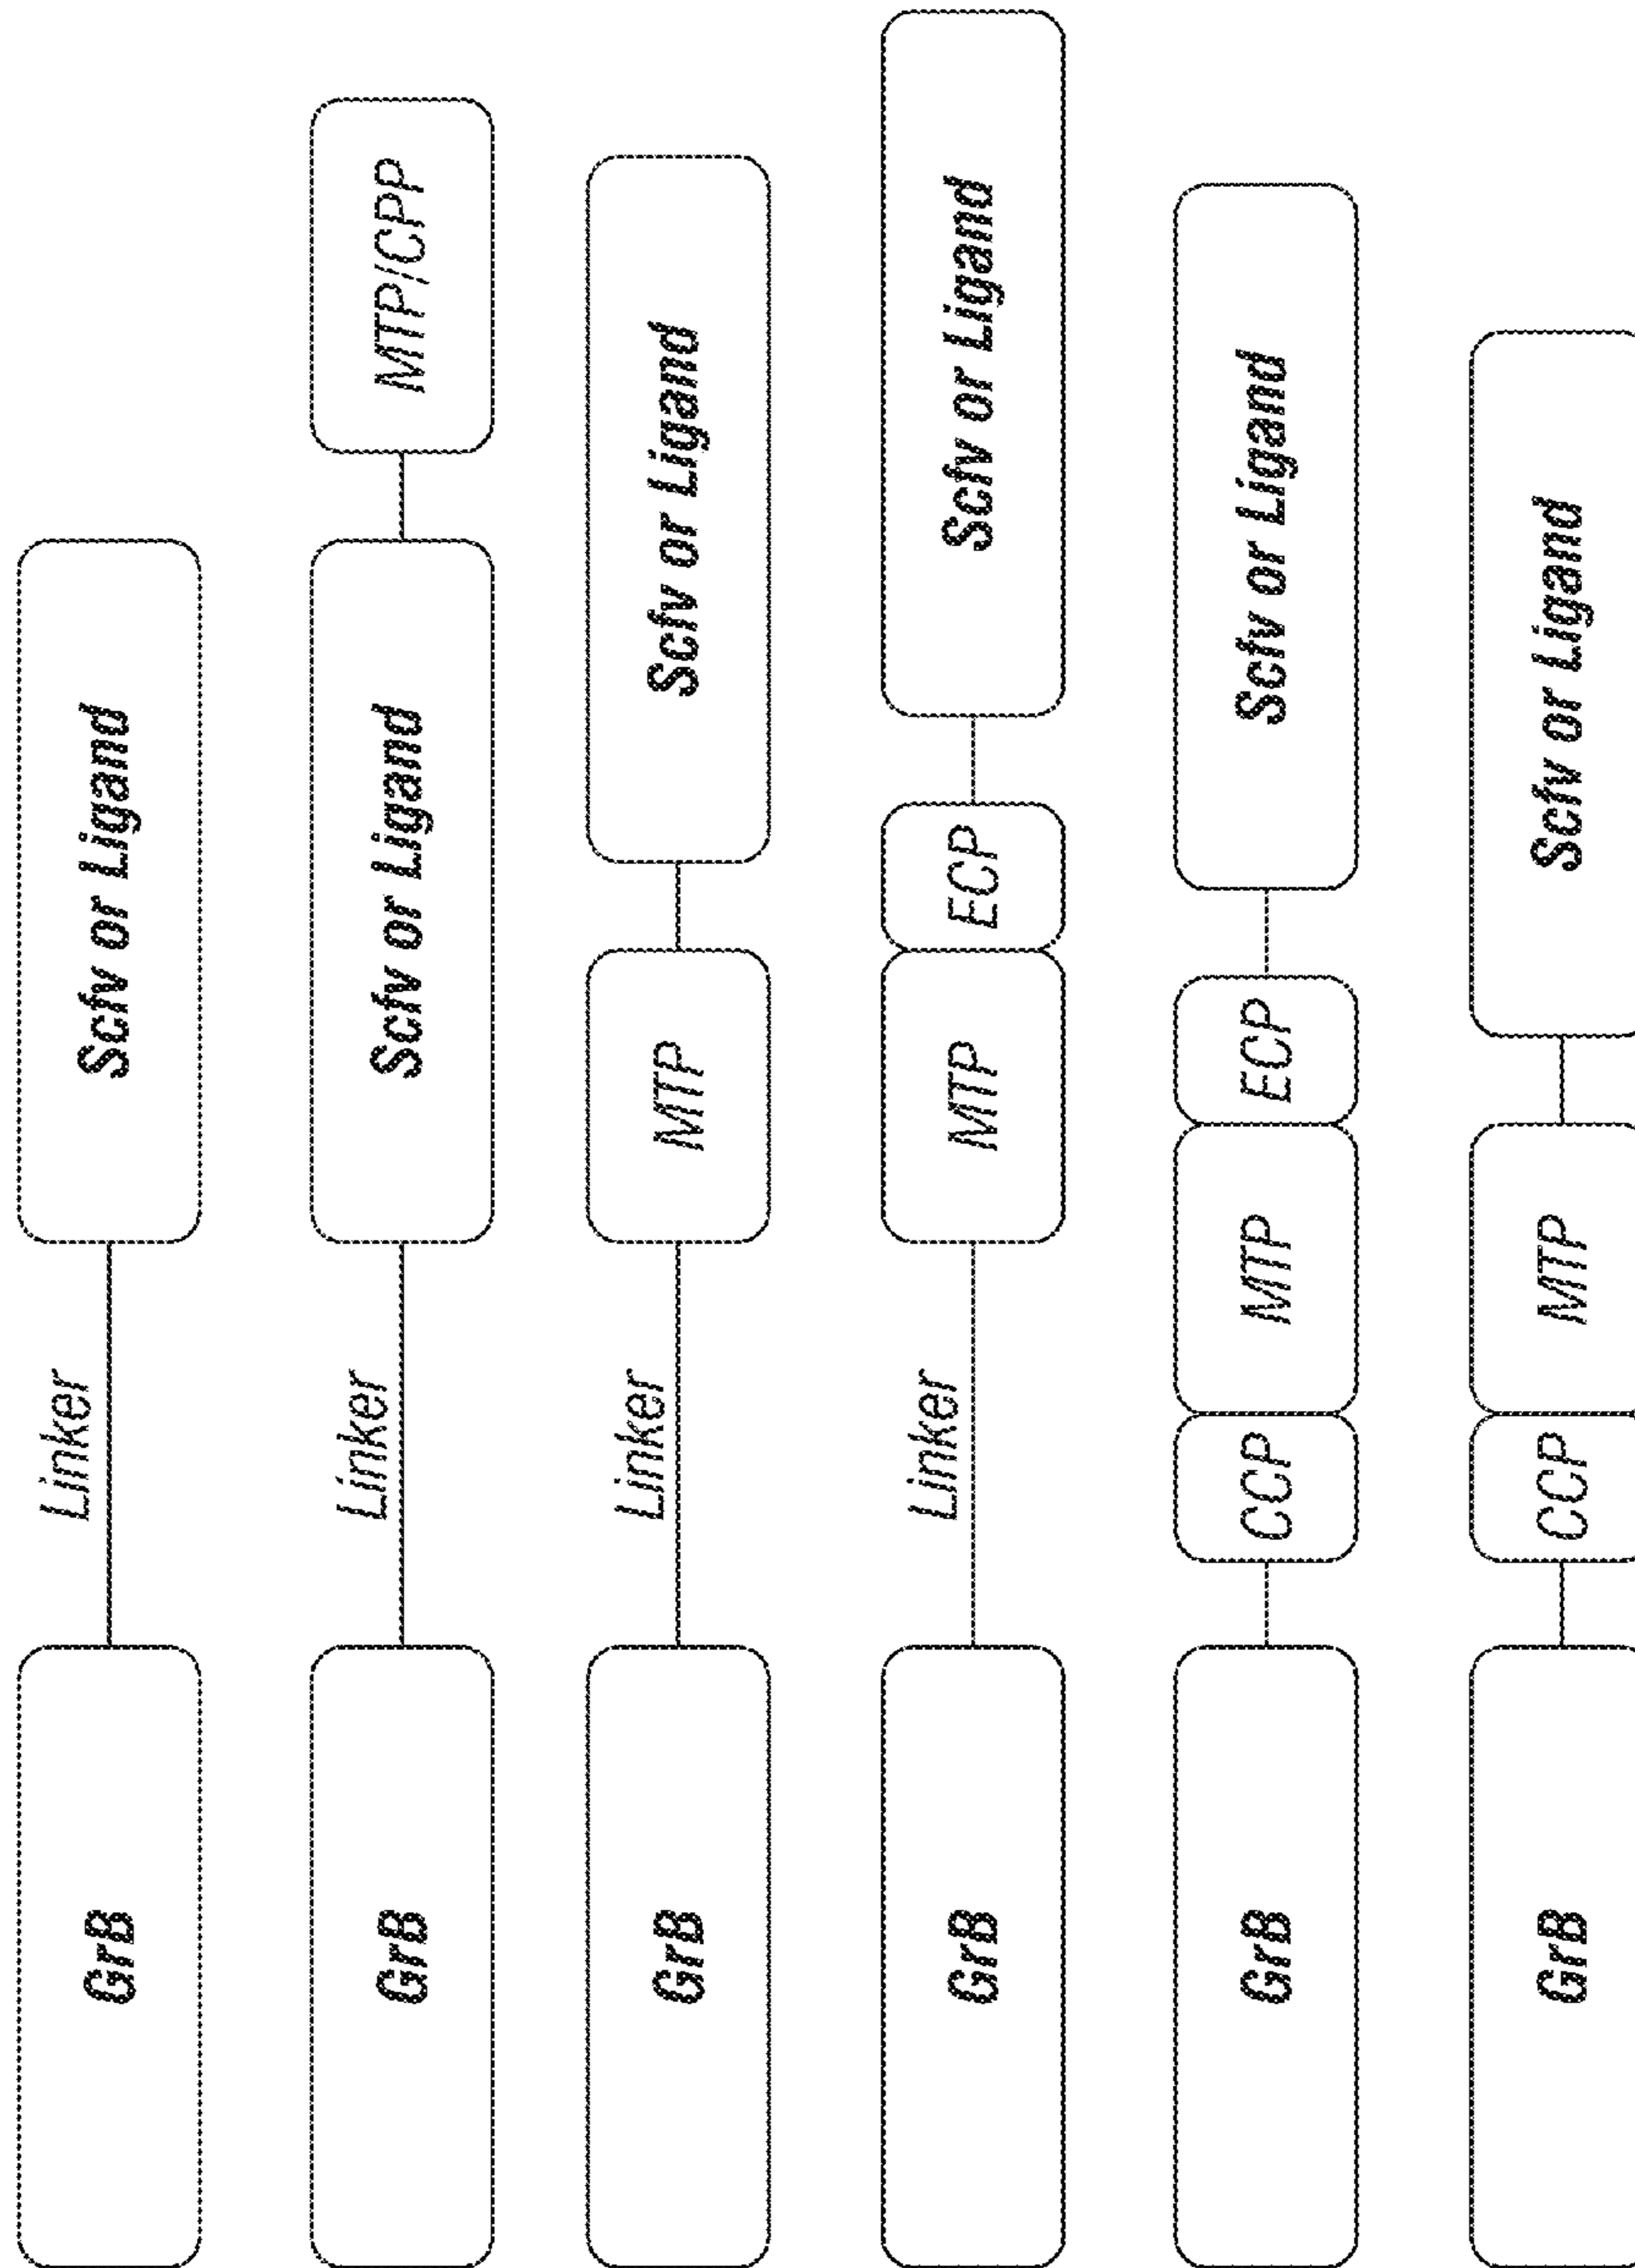 GrB Linker Scfv or Ligand
GrB Linker Scfv or Ligand MTP/CPP
GrB Linker MTP Scfv or Ligand
GrB Linker MTP ECP Scfv or Ligand
GrB CCP MTP ECP Scfv or Ligand
GrB CCP MTP Scfv or Ligand